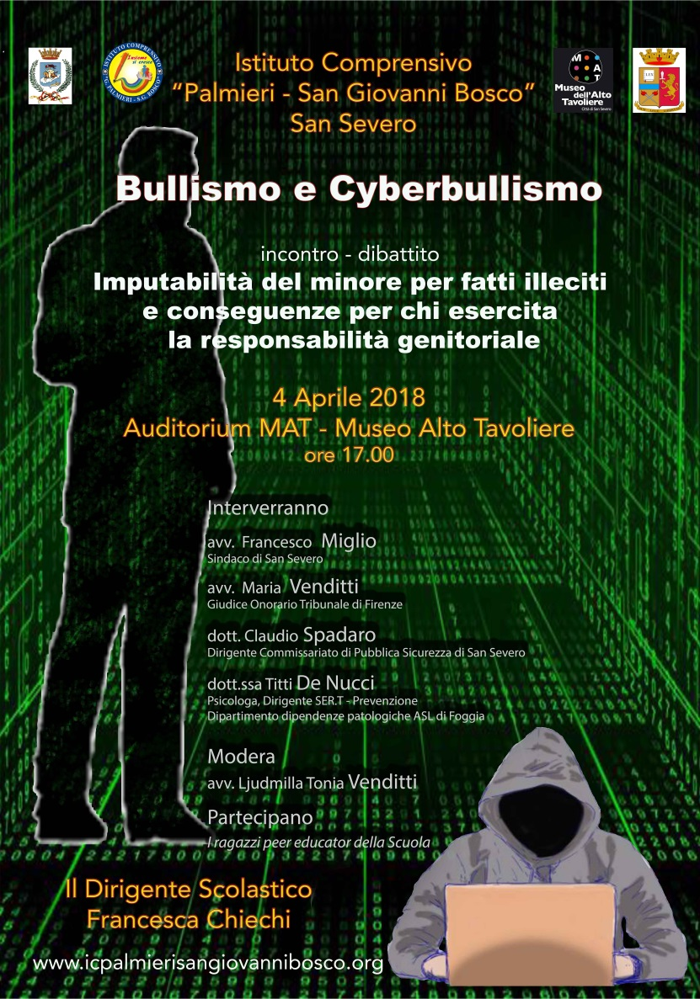 Istituto Comprensivo
"Palmieri - San Giovanni Bosco"
San Severo
Insieme si cresce
ISTITUTO COMPRENSIVO
"G. PALMIERI - S.G. BOSCO"
MAT
Museo
dell'Alto
Tavoliere
Città di San Severo
LEX
Bullismo e Cyberbullismo
incontro - dibattito
Imputabilità del minore per fatti illeciti
e conseguenze per chi esercita
la responsabilità genitoriale
4 Aprile 2018
Auditorium MAT - Museo Alto Tavoliere
ore 17.00
Interverranno
avv. Francesco Miglio
Sindaco di San Severo
avv. Maria Venditti
Giudice Onorario Tribunale di Firenze
dott. Claudio Spadaro
Dirigente Commissariato di Pubblica Sicurezza di San Severo
dott.ssa Titti De Nucci
Psicologa, Dirigente SER.T - Prevenzione
Dipartimento dipendenze patologiche ASL di Foggia
Modera
avv. Ljudmilla Tonia Venditti
Partecipano
I ragazzi peer educator della Scuola
Il Dirigente Scolastico
Francesca Chiechi
www.icpalmierisangiovannibosco.org